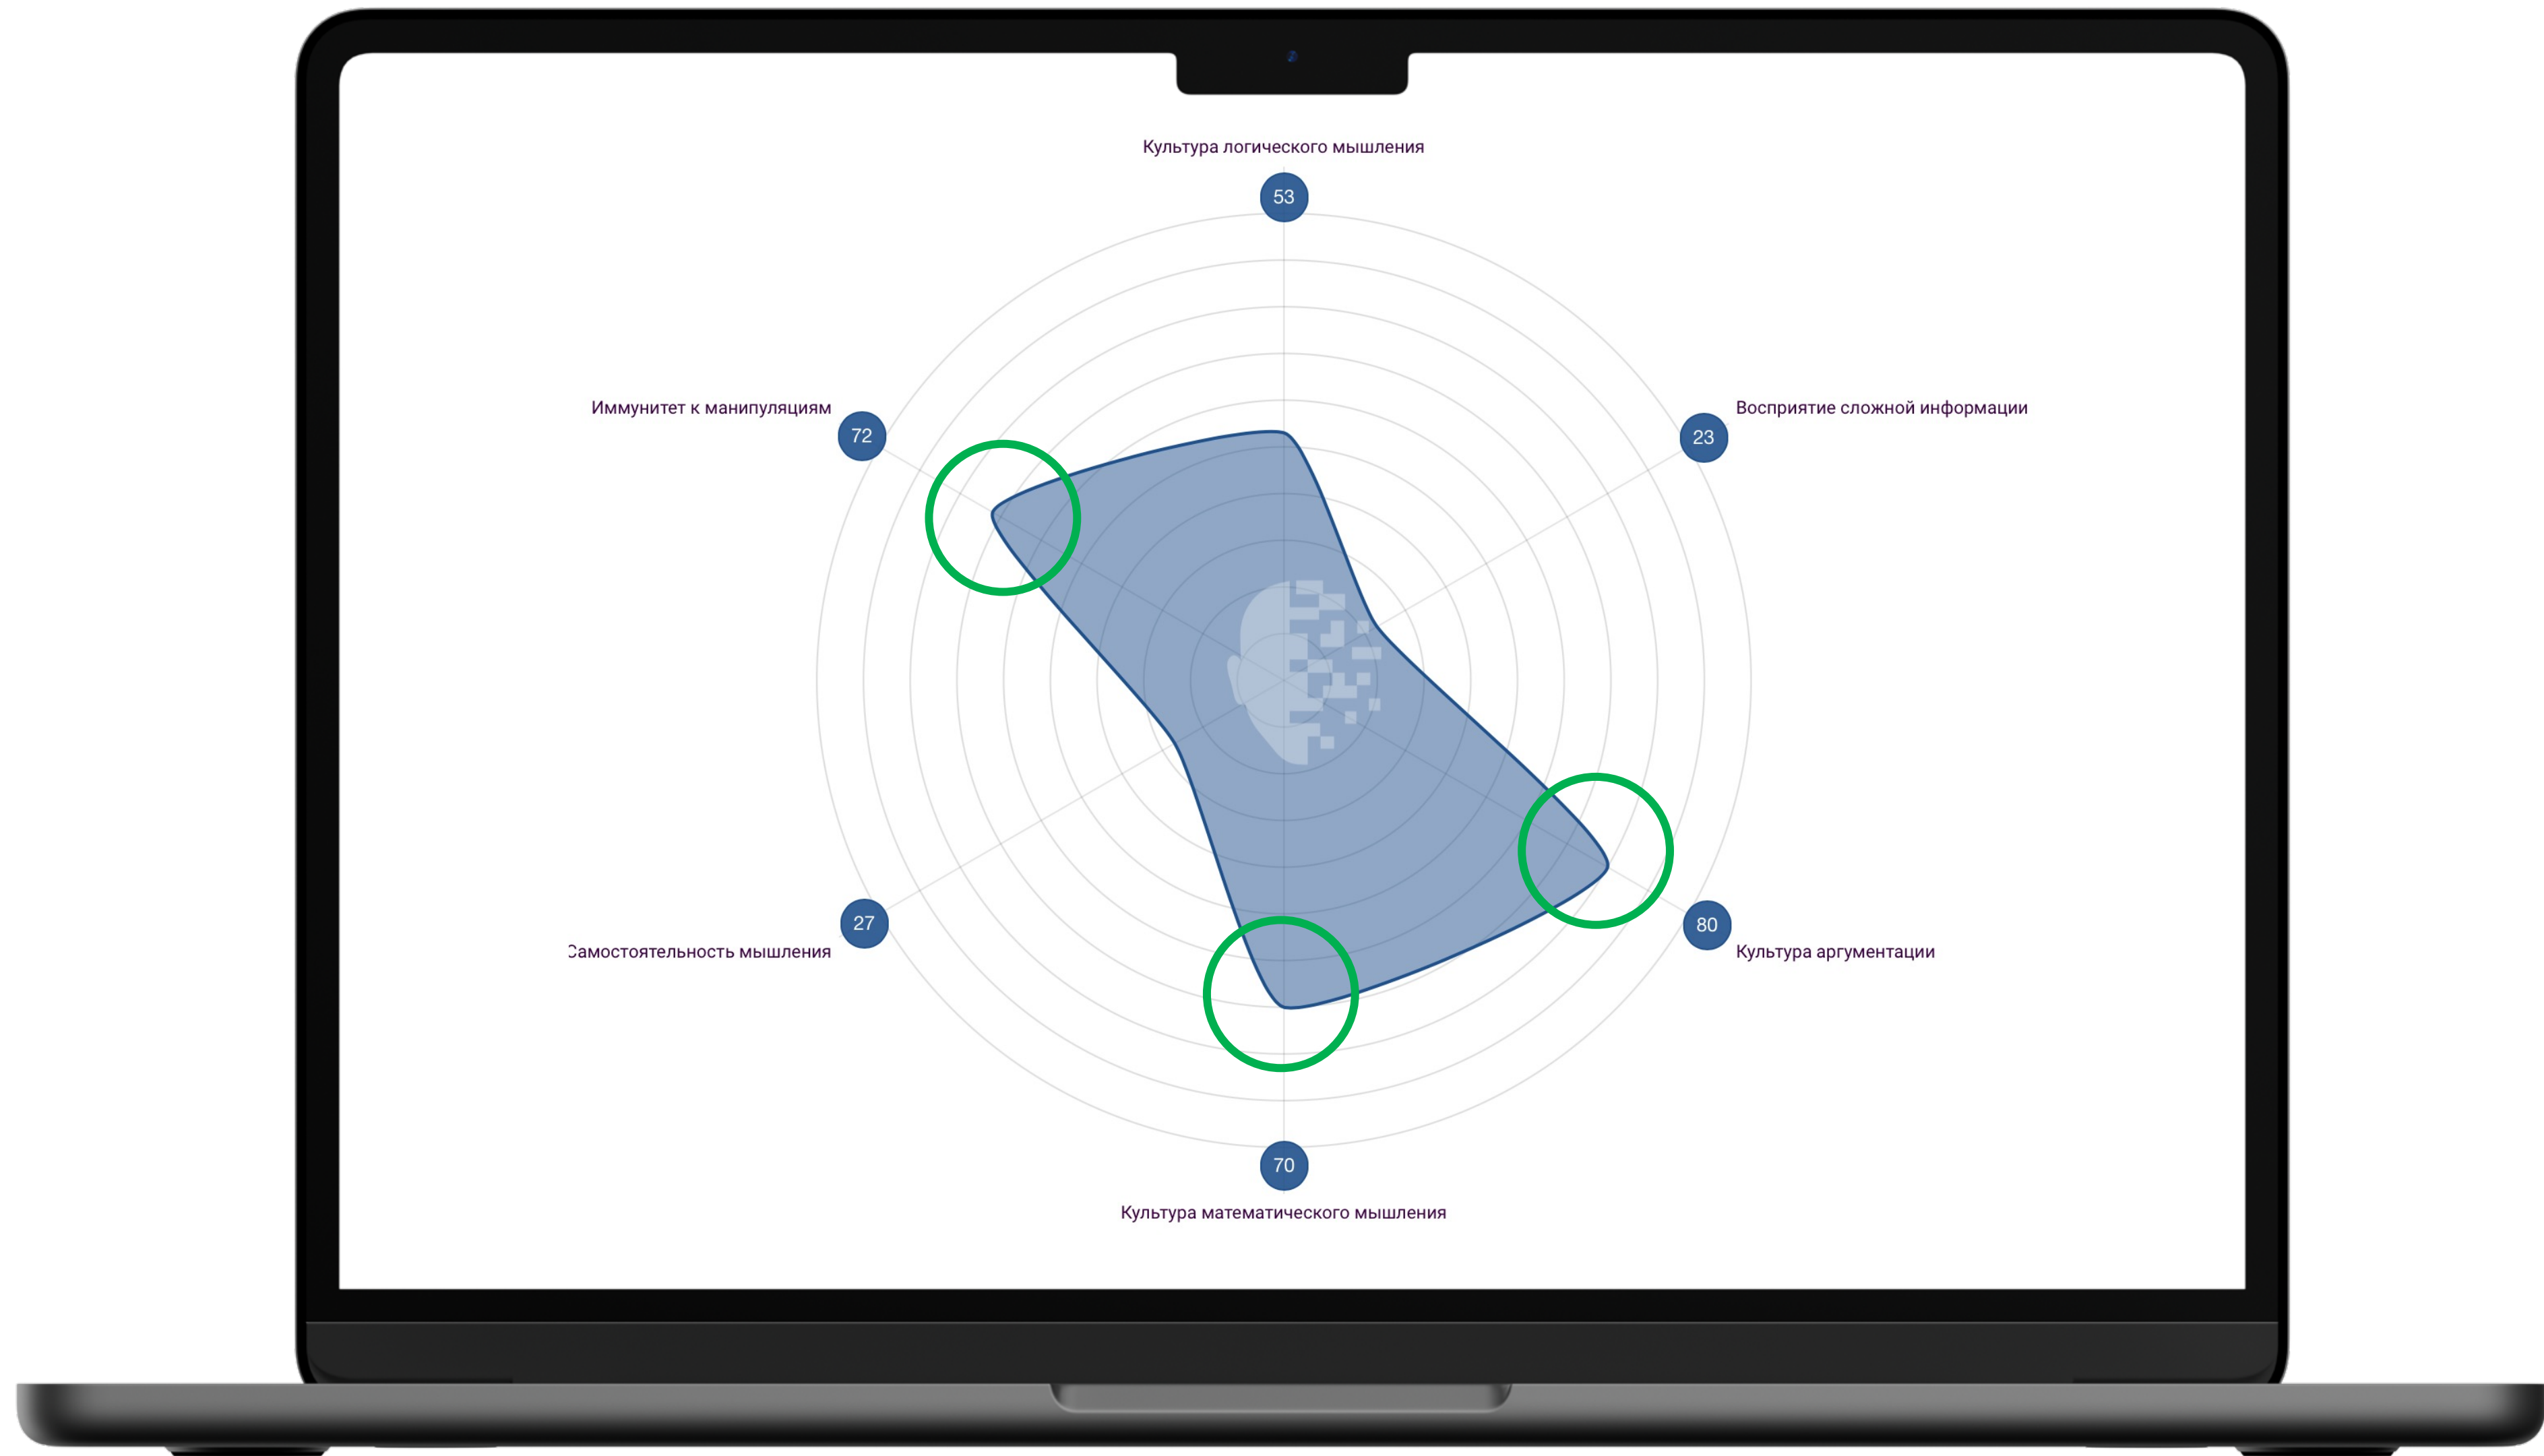 Культура логического мышления
53
Иммунитет к манипуляциям
72
Восприятие сложной информации
23
27
Самостоятельность мышления
80
Культура аргументации
70
Культура математического мышления